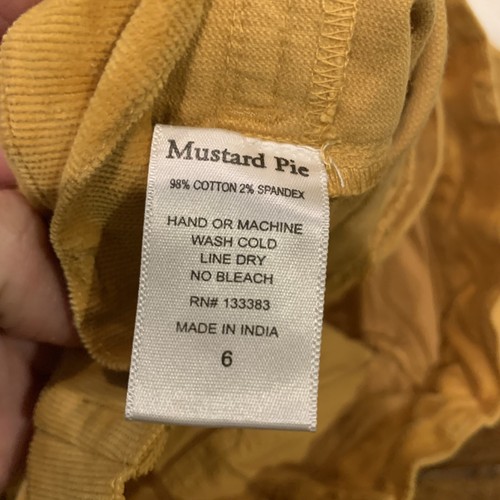 Mustard Pie
98% COTTON 2% SPANDEX
HAND OR MACHINE
WASH COLD
LINE DRY
NO BLEACH
RN# 133383
MADE IN INDIA
6